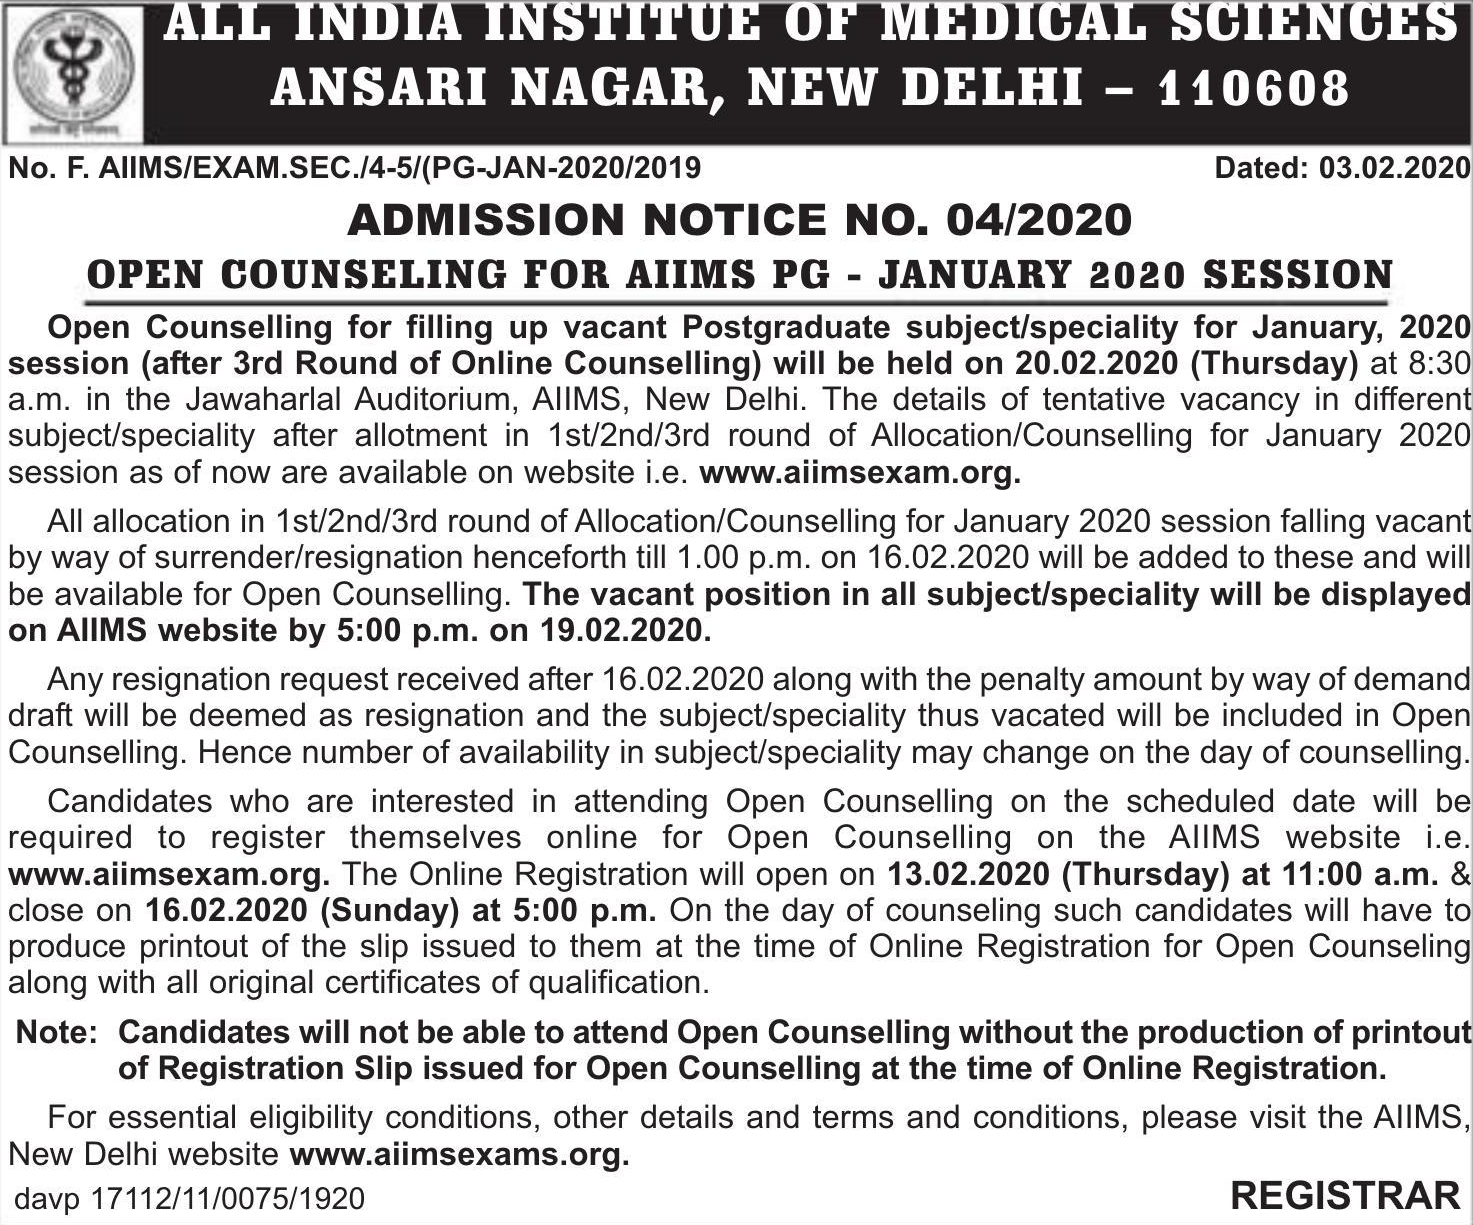 ALL INDIA INSTITUE OF MEDICAL SCIENCES
ANSARI NAGAR, NEW DELHI – 110608
No. F. AIIMS/EXAM.SEC./4-5/(PG-JAN-2020/2019 Dated: 03.02.2020
ADMISSION NOTICE NO. 04/2020
OPEN COUNSELING FOR AIIMS PG - JANUARY 2020 SESSION
Open Counselling for filling up vacant Postgraduate subject/speciality for January, 2020
session (after 3rd Round of Online Counselling) will be held on 20.02.2020 (Thursday) at 8:30
a.m. in the Jawaharlal Auditorium, AIIMS, New Delhi. The details of tentative vacancy in different
subject/speciality after allotment in 1st/2nd/3rd round of Allocation/Counselling for January 2020
session as of now are available on website i.e. www.aiimsexam.org.
All allocation in 1st/2nd/3rd round of Allocation/Counselling for January 2020 session falling vacant
by way of surrender/resignation henceforth till 1.00 p.m. on 16.02.2020 will be added to these and will
be available for Open Counselling. The vacant position in all subject/speciality will be displayed
on AIIMS website by 5:00 p.m. on 19.02.2020.
Any resignation request received after 16.02.2020 along with the penalty amount by way of demand
draft will be deemed as resignation and the subject/speciality thus vacated will be included in Open
Counselling. Hence number of availability in subject/speciality may change on the day of counselling.
Candidates who are interested in attending Open Counselling on the scheduled date will be
required to register themselves online for Open Counselling on the AIIMS website i.e.
www.aiimsexam.org. The Online Registration will open on 13.02.2020 (Thursday) at 11:00 a.m. &
close on 16.02.2020 (Sunday) at 5:00 p.m. On the day of counseling such candidates will have to
produce printout of the slip issued to them at the time of Online Registration for Open Counseling
along with all original certificates of qualification.
Note: Candidates will not be able to attend Open Counselling without the production of printout
of Registration Slip issued for Open Counselling at the time of Online Registration.
For essential eligibility conditions, other details and terms and conditions, please visit the AIIMS,
New Delhi website www.aiimsexams.org.
davp 17112/11/0075/1920 REGISTRAR